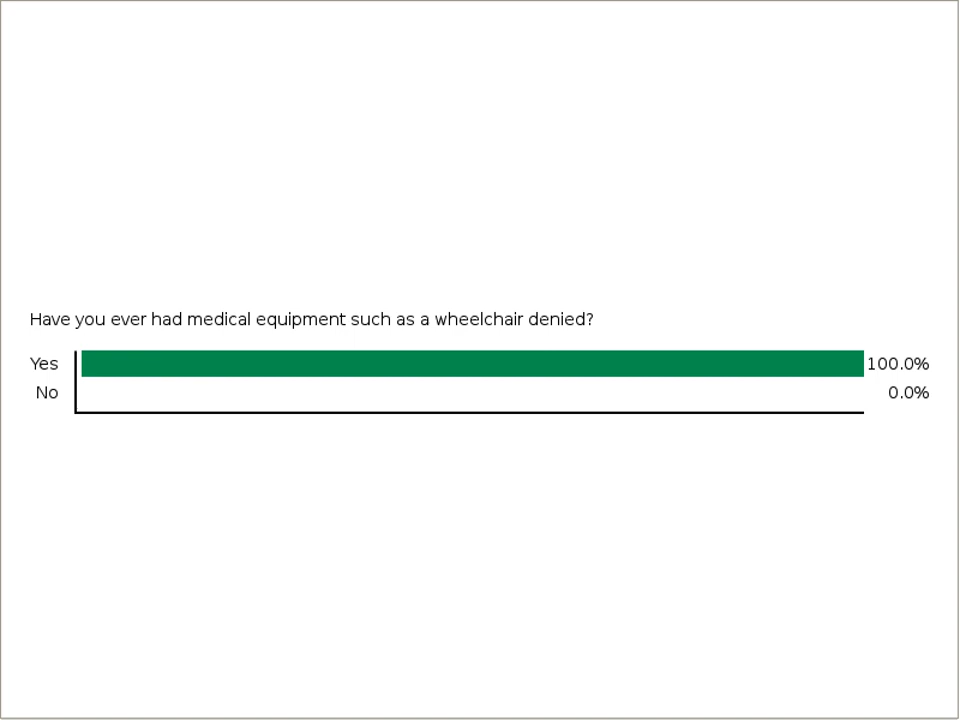 Have you ever had medical equipment such as a wheelchair denied?
Yes 100.0%
No 0.0%